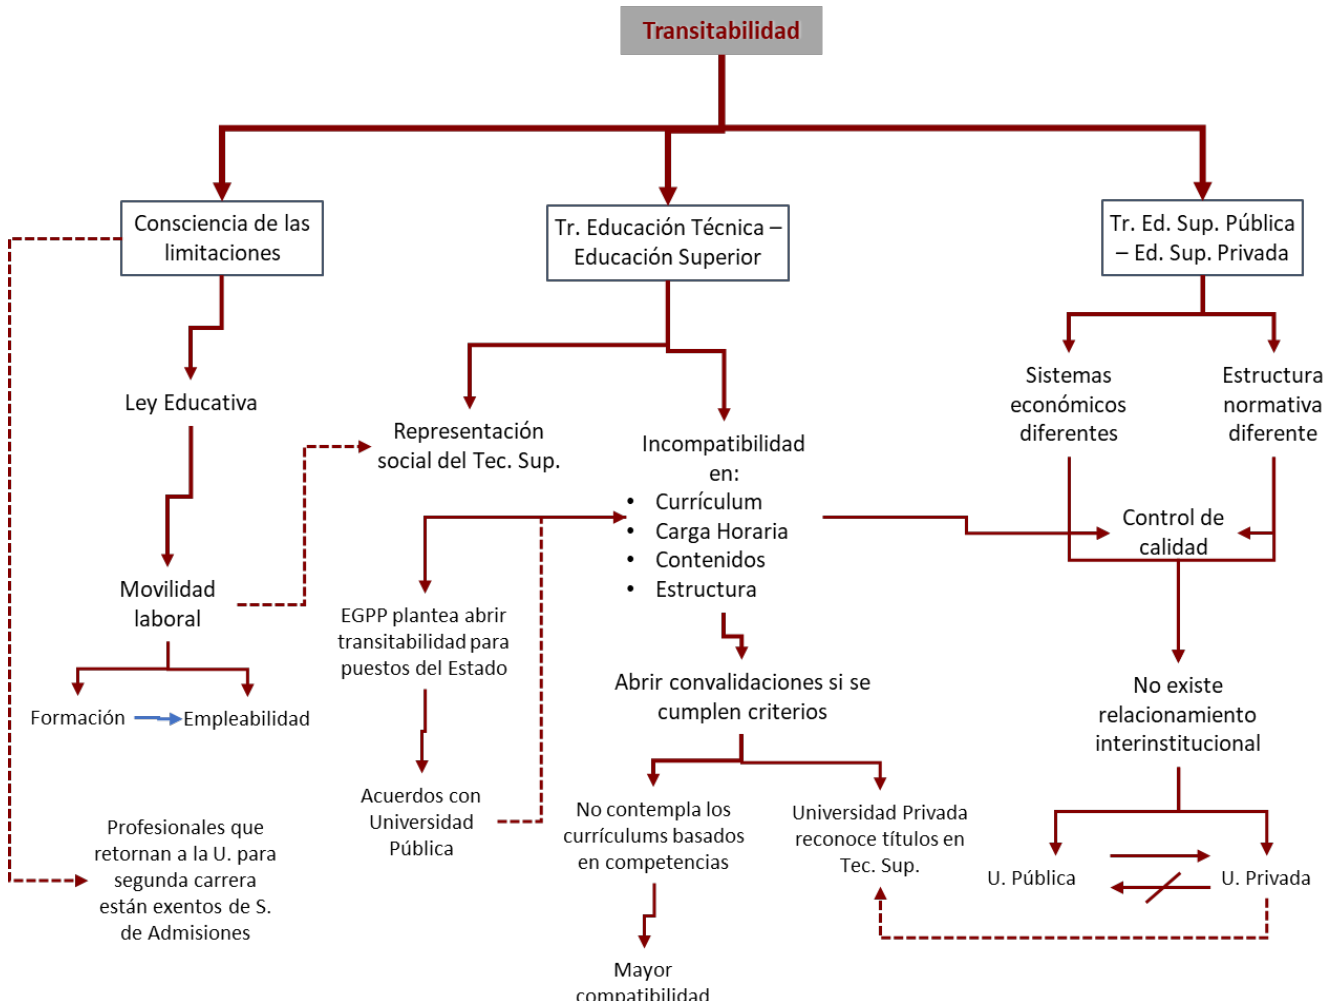 Transitabilidad
Consciencia de las
limitaciones
Tr. Educación Técnica –
Educación Superior
Tr. Ed. Sup. Pública
– Ed. Sup. Privada
Ley Educativa
Representación
social del Tec. Sup.
Incompatibilidad
en:
• Currículum
• Carga Horaria
• Contenidos
• Estructura
Sistemas
económicos
diferentes
Estructura
normativa
diferente
Control de
calidad
Movilidad
laboral
Formación
Empleabilidad
EGPP plantea abrir
transitabilidad para
puestos del Estado
Abrir convalidaciones si se
cumplen criterios
No existe
relacionamiento
interinstitucional
Profesionales que
retornan a la U. para
segunda carrera
están exentos de S.
de Admisiones
Acuerdos con
Universidad
Pública
No contempla los
currículums basados
en competencias
Universidad Privada
reconoce títulos en
Tec. Sup.
U. Pública
U. Privada
Mayor
compatibilidad